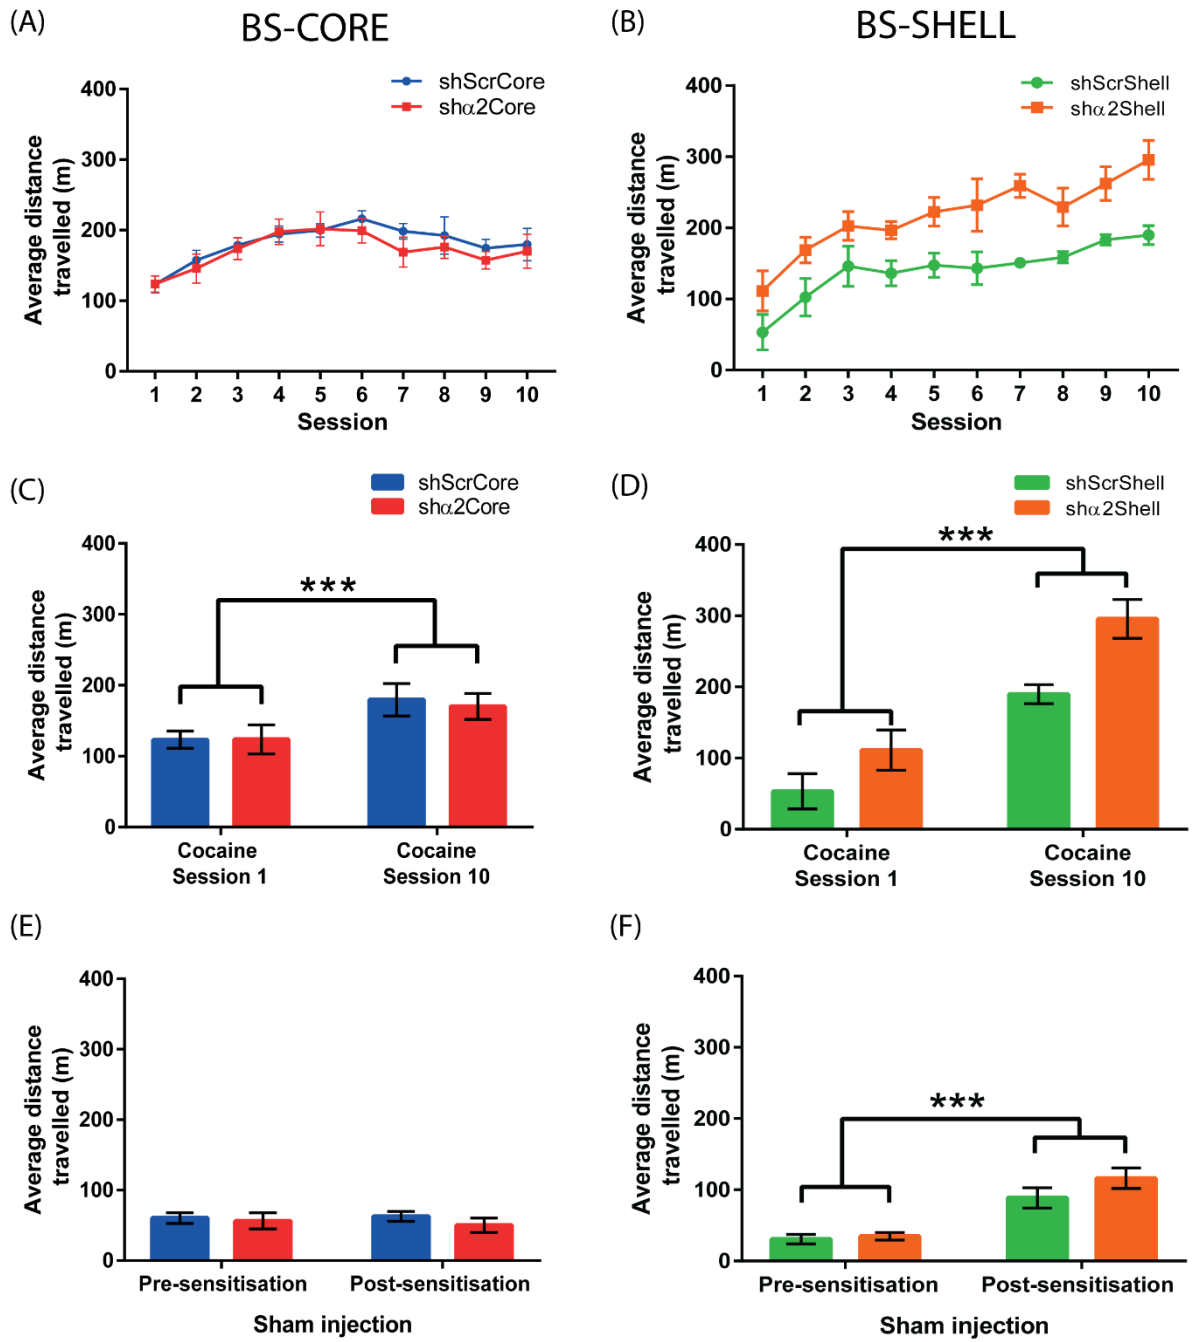 (A)
BS-CORE
shScrCore
shα2Core
Average distance
travelled (m)
400
300
200
100
0
1 2 3 4 5 6 7 8 9 10
Session
(B)
BS-SHELL
shScrShell
shα2Shell
Average distance
travelled (m)
400
300
200
100
0
1 2 3 4 5 6 7 8 9 10
Session
(C)
shScrCore
shα2Core
Average distance
travelled (m)
400
300
200
100
0
***
Cocaine
Session 1
Cocaine
Session 10
(D)
shScrShell
shα2Shell
Average distance
travelled (m)
400
300
200
100
0
***
Cocaine
Session 1
Cocaine
Session 10
(E)
Average distance
travelled (m)
400
300
200
100
0
Pre-sensitisation Post-sensitisation
Sham injection
(F)
Average distance
travelled (m)
400
300
200
100
0
***
Pre-sensitisation Post-sensitisation
Sham injection